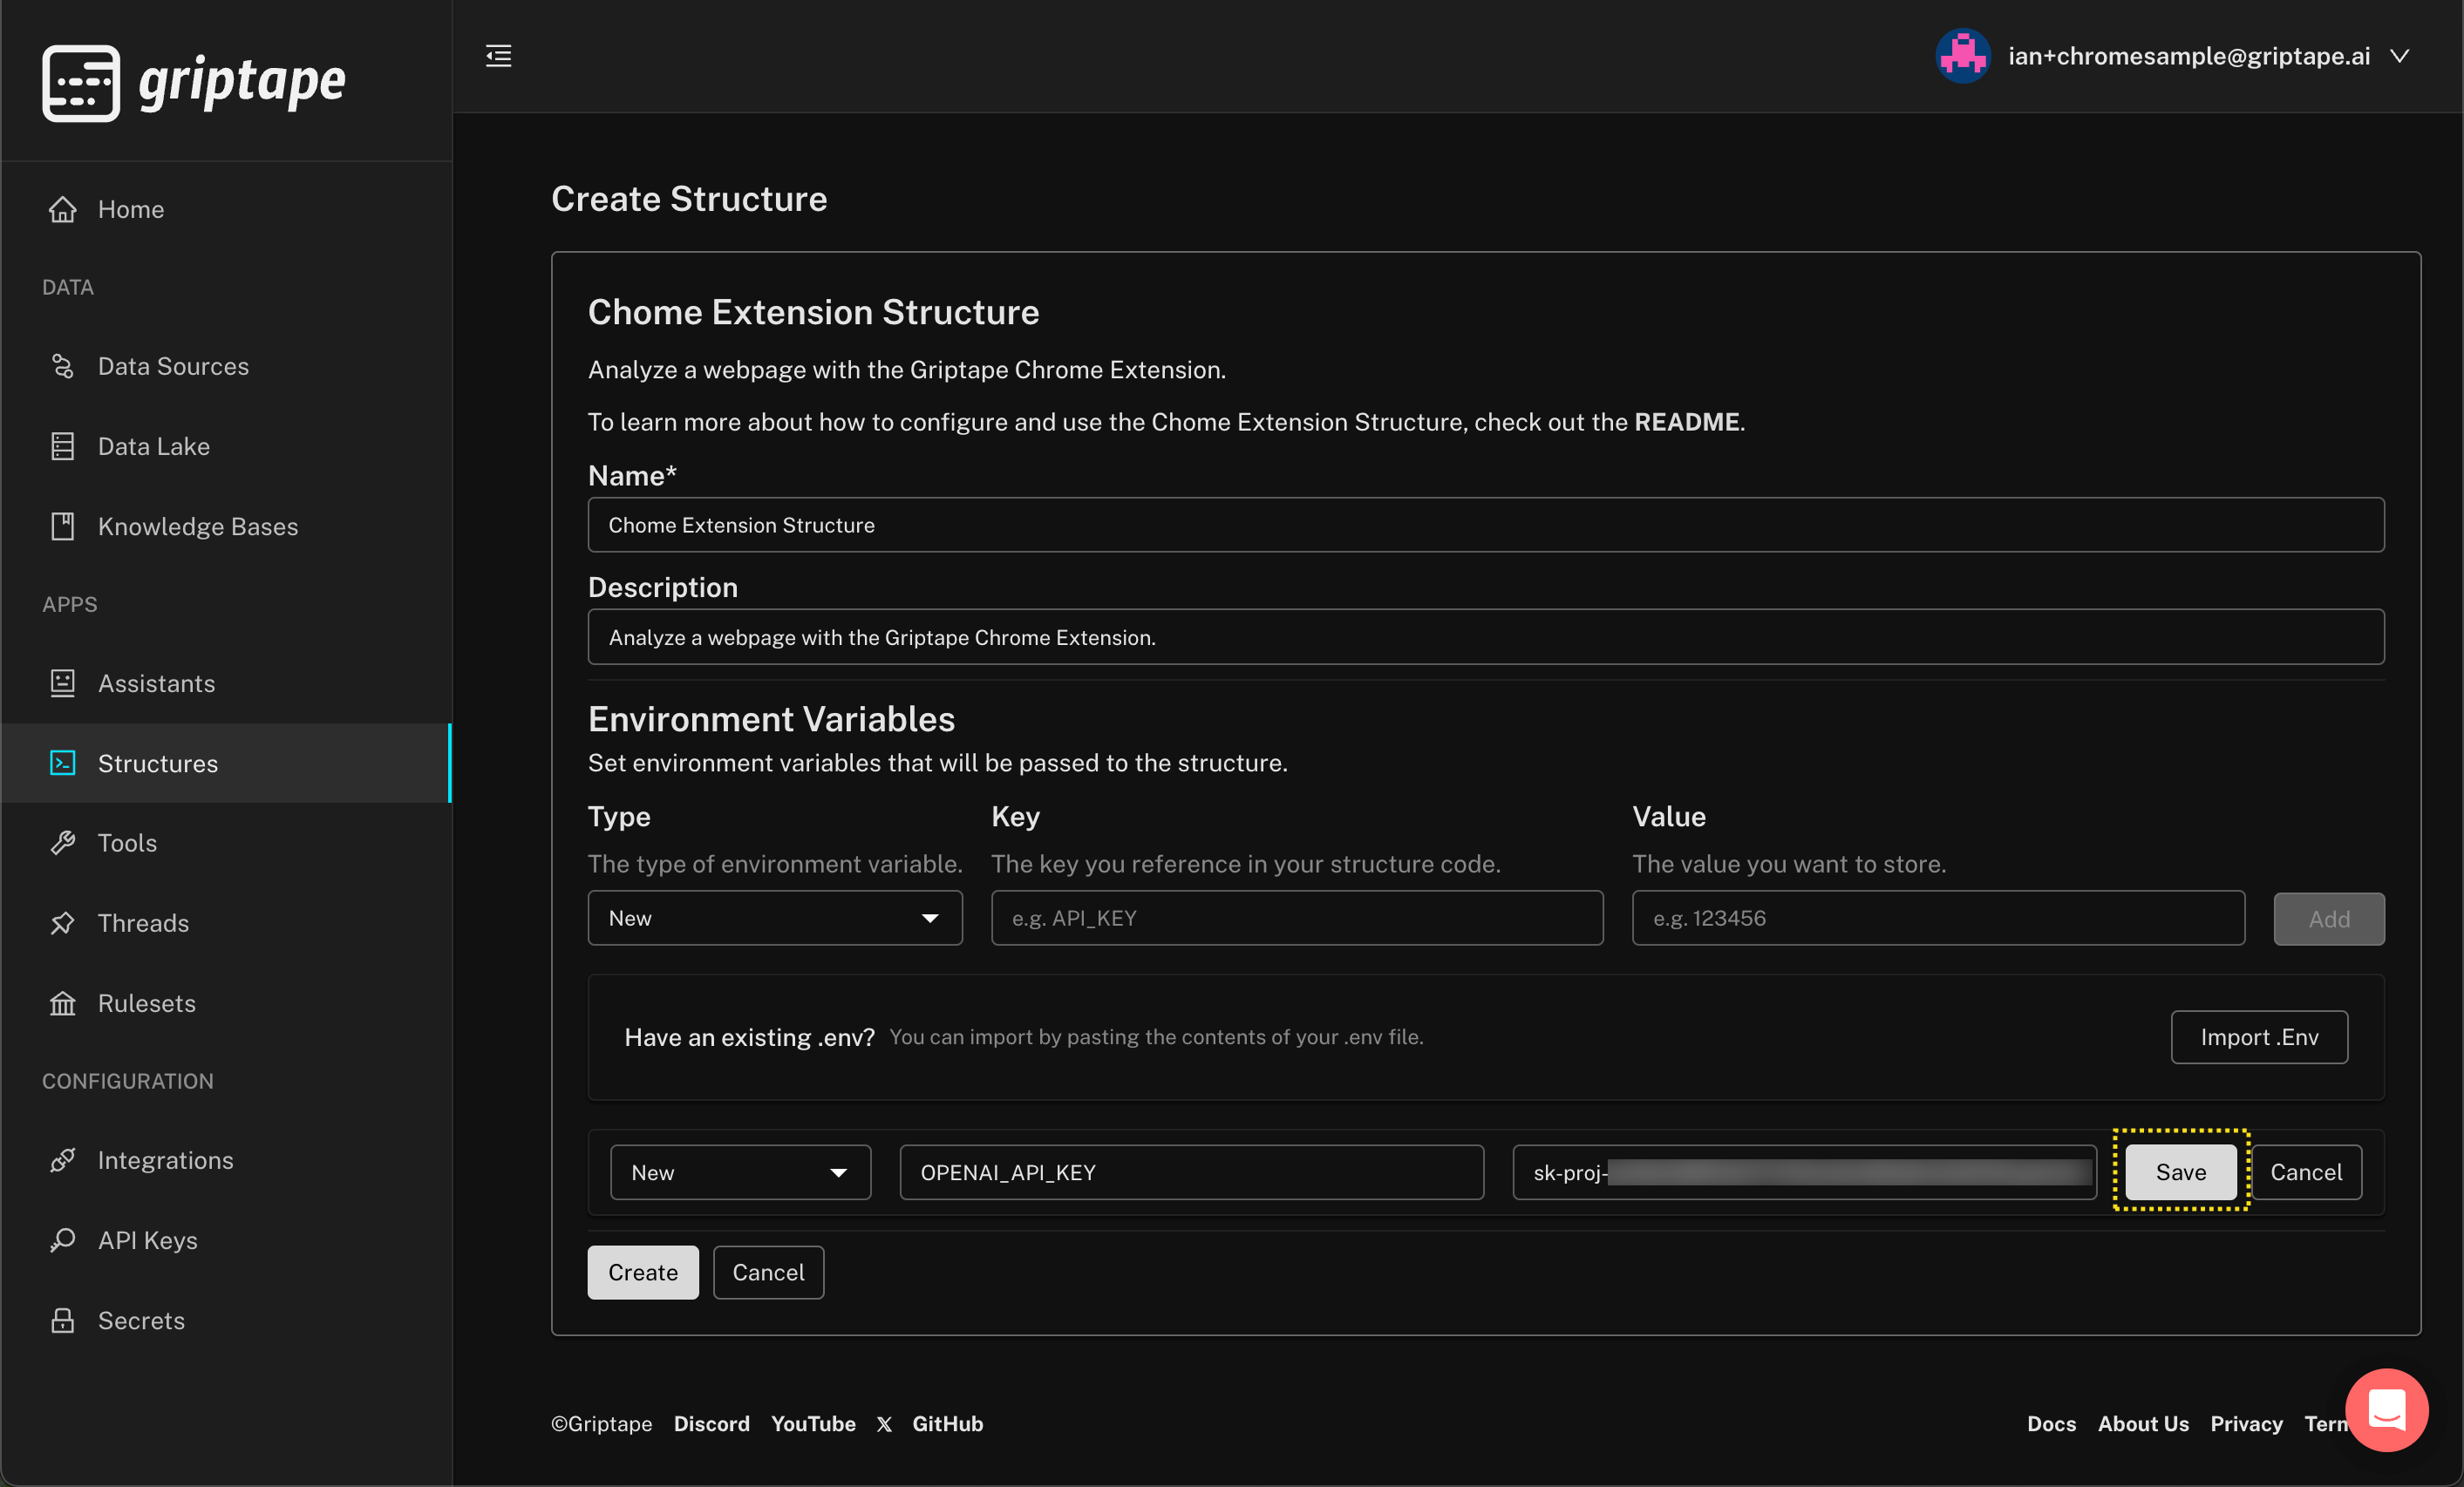 griptape
ian+chromesample@griptape.ai
Home
DATA
Data Sources
Data Lake
Knowledge Bases
APPS
Assistants
Structures
Tools
Threads
Rulesets
CONFIGURATION
Integrations
API Keys
Secrets
Create Structure
Chome Extension Structure
Analyze a webpage with the Griptape Chrome Extension.
To learn more about how to configure and use the Chome Extension Structure, check out the README.
Name*
Chome Extension Structure
Description
Analyze a webpage with the Griptape Chrome Extension.
Environment Variables
Set environment variables that will be passed to the structure.
Type Key Value
The type of environment variable. The key you reference in your structure code. The value you want to store.
New e.g. API_KEY e.g. 123456 Add
Have an existing .env? You can import by pasting the contents of your .env file. Import .Env
New OPENAI_API_KEY sk-proj- Save Cancel
Create Cancel
©Griptape Discord YouTube X GitHub Docs About Us Privacy